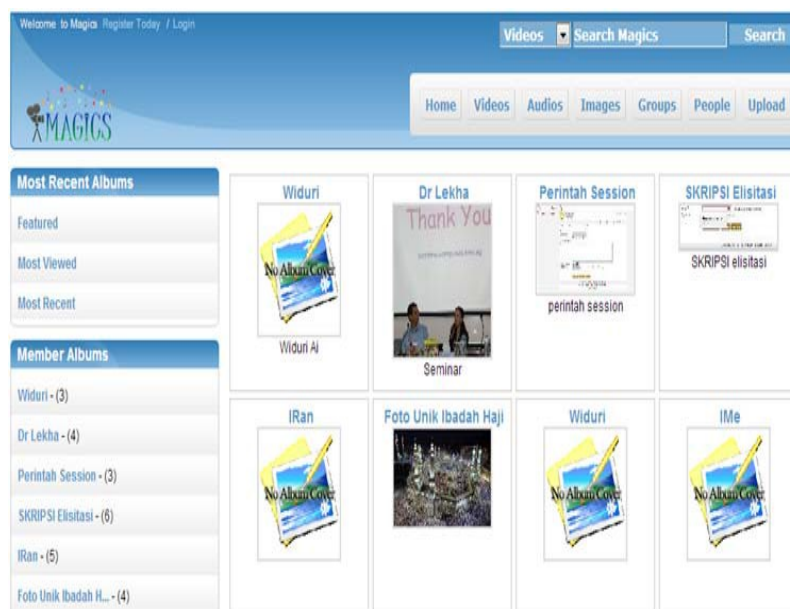 Welcome to Magics Register Today / Login
Videos Search Magics Search
MAGICS
Home Videos Audios Images Groups People Upload
Most Recent Albums
Featured
Most Viewed
Most Recent
Member Albums
Widuri - (3)
Dr Lekha - (4)
Perintah Session - (3)
SKRIPSI Elisitasi - (6)
IRan - (5)
Foto Unik Ibadah H... - (4)
Widuri
No Album Cover
Widuri Ai
Dr Lekha
Thank You
Seminar
Perintah Session
perintah session
SKRIPSI Elisitasi
SKRIPSI elisitasi
IRan
No Album Cover
Foto Unik Ibadah Haji
Widuri
No Album Cover
IMe
No Album Cover